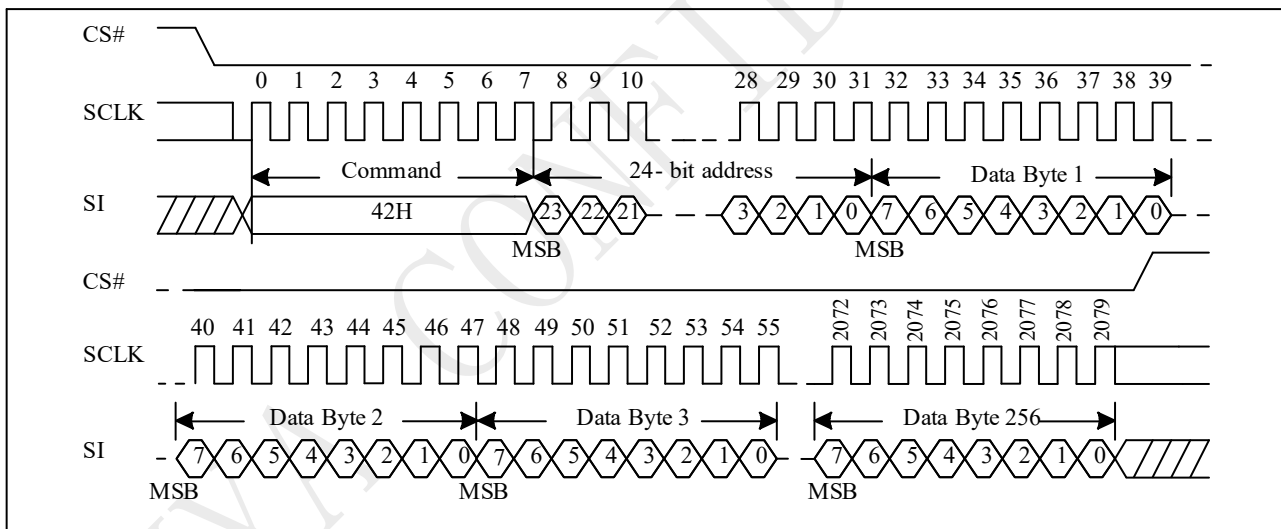 CS#
0 1 2 3 4 5 6 7 8 9 10 28 29 30 31 32 33 34 35 36 37 38 39
SCLK
Command 24- bit address Data Byte 1
SI 42H 23 22 21 3 2 1 0 7 6 5 4 3 2 1 0
MSB MSB
CS#
40 41 42 43 44 45 46 47 48 49 50 51 52 53 54 55 2072 2073 2074 2075 2076 2077 2078 2079
SCLK
Data Byte 2 Data Byte 3 Data Byte 256
SI 7 6 5 4 3 2 1 0 7 6 5 4 3 2 1 0 7 6 5 4 3 2 1 0
MSB MSB MSB